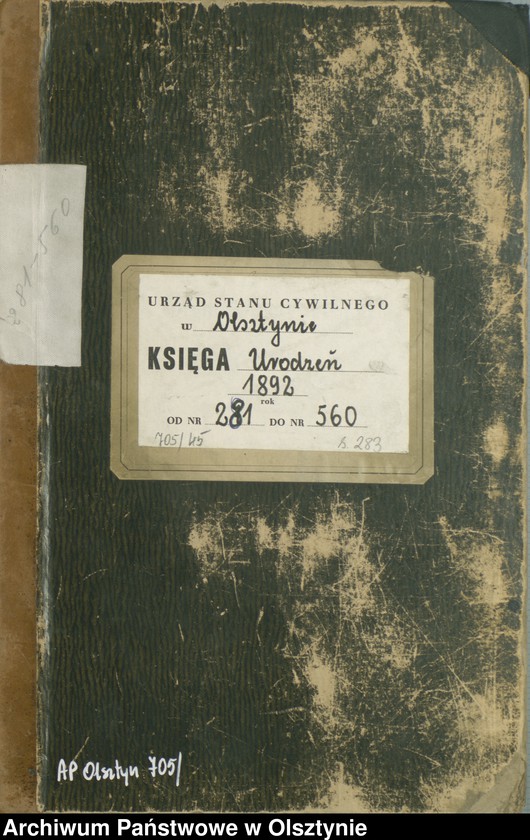 281-560
URZĄD STANU CYWILNEGO
w Olsztynie
KSIĘGA Urodzeń
1892
rok
OD NR 281 DO NR 560
705/45
k. 283
AP Olsztyn 705/
Archiwum Państwowe w Olsztynie